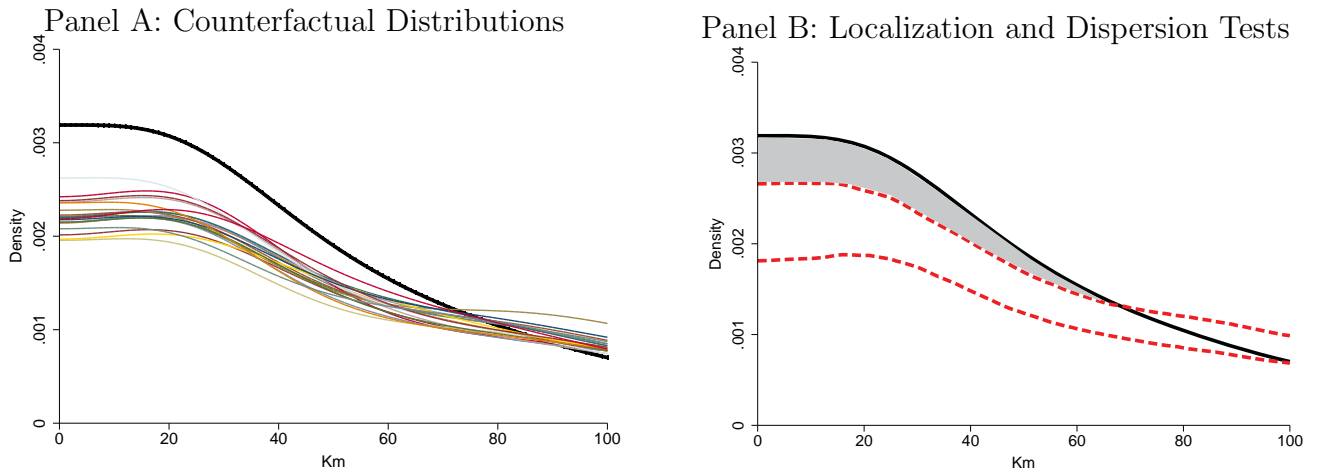 Panel A: Counterfactual Distributions
.004
.003
.002
.001
0
Density
0 20 40 60 80 100
Km
Panel B: Localization and Dispersion Tests
.004
.003
.002
.001
0
Density
0 20 40 60 80 100
Km